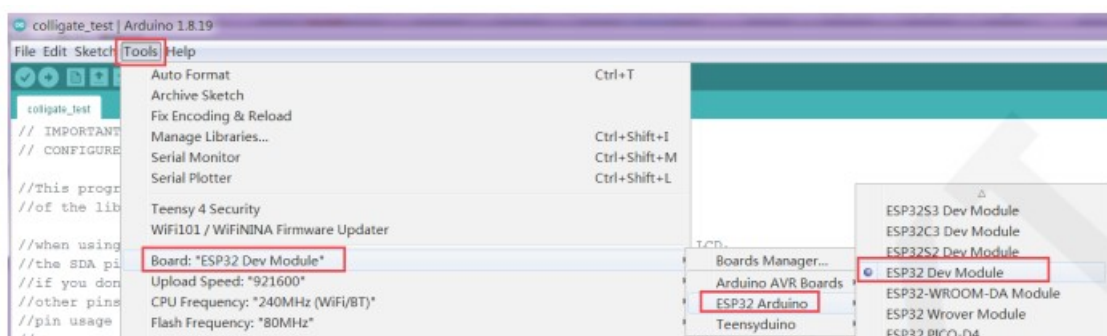 colligate_test | Arduino 1.8.19
File Edit Sketch Tools Help
colligate_test
// IMPORTANT
// CONFIGURE
//This progr
//of the lib
//when using
//the SDA pi
//if you don
//other pins
//pin usage
LCD,
Auto Format Ctrl+T
Archive Sketch
Fix Encoding & Reload
Manage Libraries... Ctrl+Shift+I
Serial Monitor Ctrl+Shift+M
Serial Plotter Ctrl+Shift+L
Teensy 4 Security
WiFi101 / WiFiNINA Firmware Updater
Board: "ESP32 Dev Module"
Upload Speed: "921600"
CPU Frequency: "240MHz (WiFi/BT)"
Flash Frequency: "80MHz"
Boards Manager...
Arduino AVR Boards
ESP32 Arduino
Teensyduino
ESP32S3 Dev Module
ESP32C3 Dev Module
ESP32S2 Dev Module
ESP32 Dev Module
ESP32-WROOM-DA Module
ESP32 Wrover Module
ESP32 PICO-D4